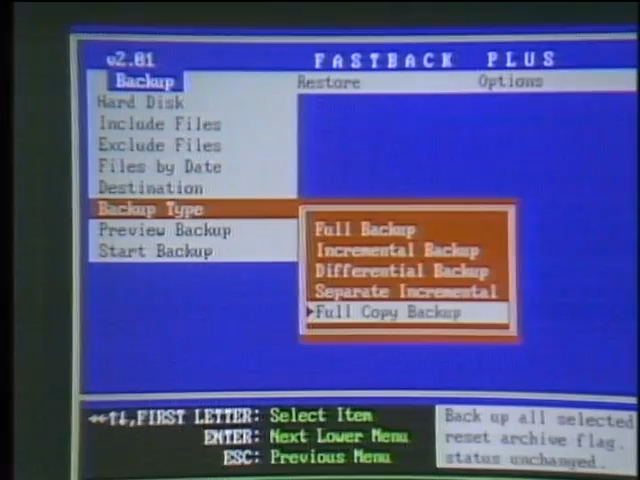 v2.01 FASTBACK PLUS
Backup Restore Options
Hard Disk
Include Files
Exclude Files
Files by Date
Destination
Backup Type
Preview Backup
Start Backup
Full Backup
Incremental Backup
Differential Backup
Separate Incremental
►Full Copy Backup
↔↑↓,FIRST LETTER: Select Item
ENTER: Next Lower Menu
ESC: Previous Menu
Back up all selected
reset archive flag.
status unchanged.